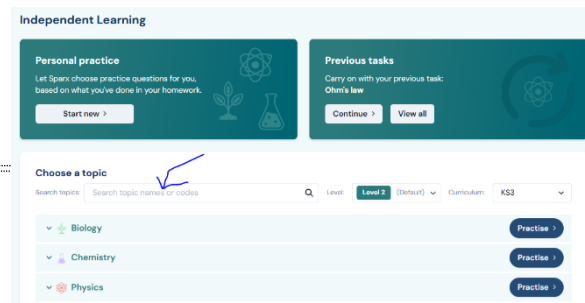 Independent Learning
Personal practice
Let Sparx choose practice questions for you,
based on what you've done in your homework.
Start new >
Previous tasks
Carry on with your previous task:
Ohm's law
Continue >
View all
Choose a topic
Search topics: Search topic names or codes Level: Level 2 (Default) Curriculum: KS3
Biology Practise >
Chemistry Practise >
Physics Practise >